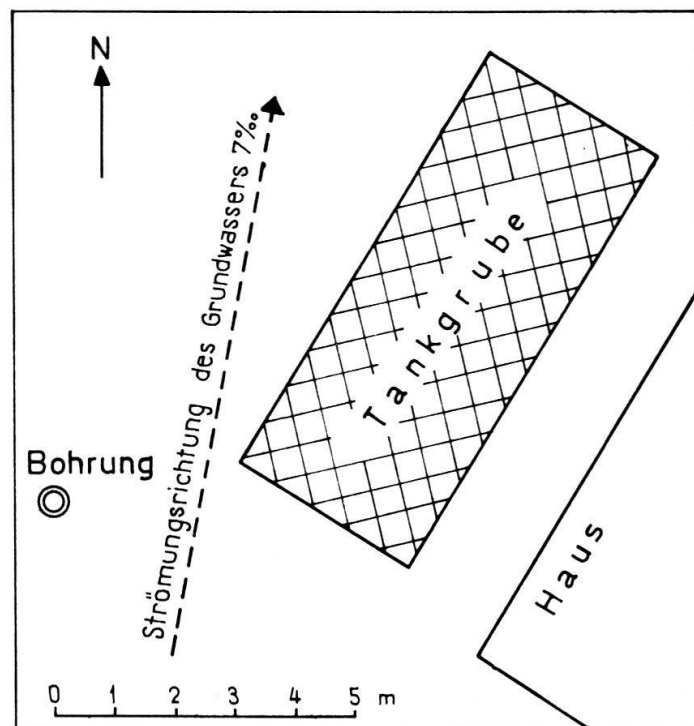 N
Strömungsrichtung des Grundwassers 7‰
Tankgrube
Bohrung
Haus
0 1 2 3 4 5 m